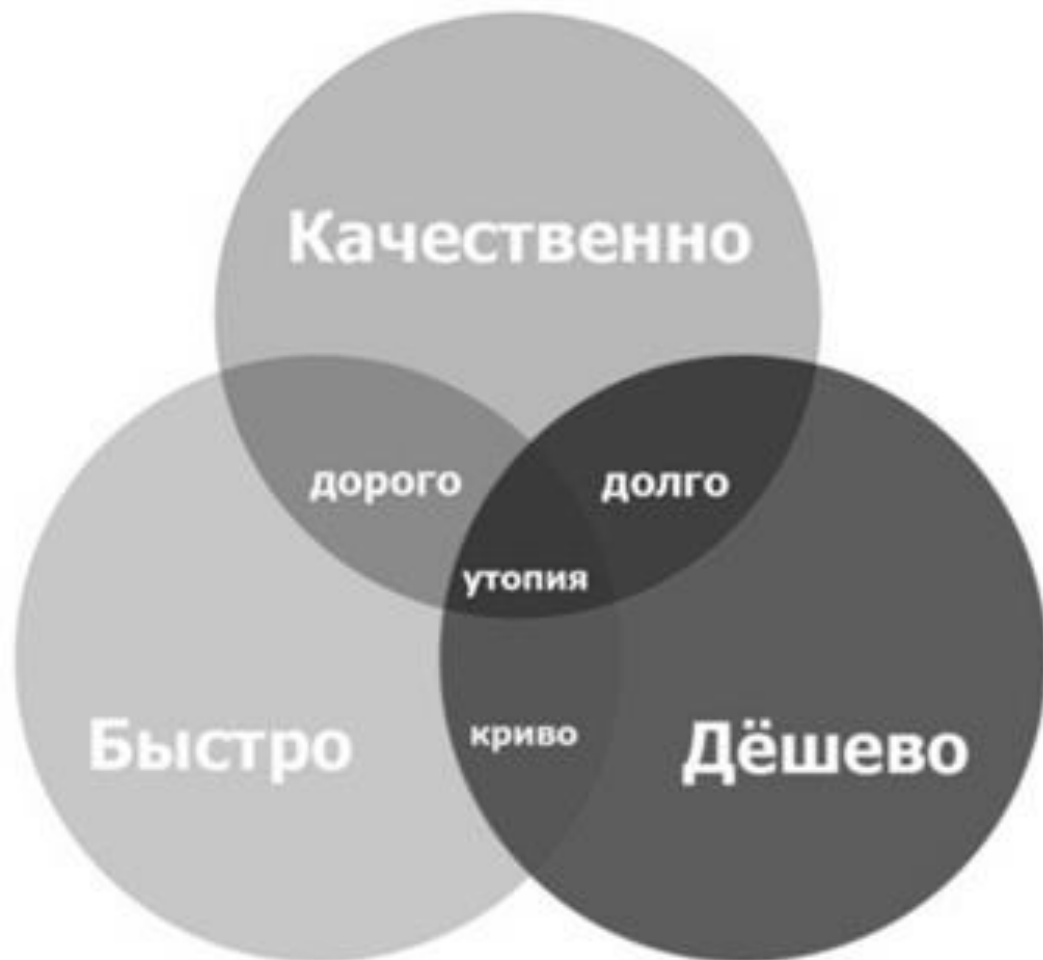 Качественно
дорого
долго
утопия
криво
Быстро
Дёшево